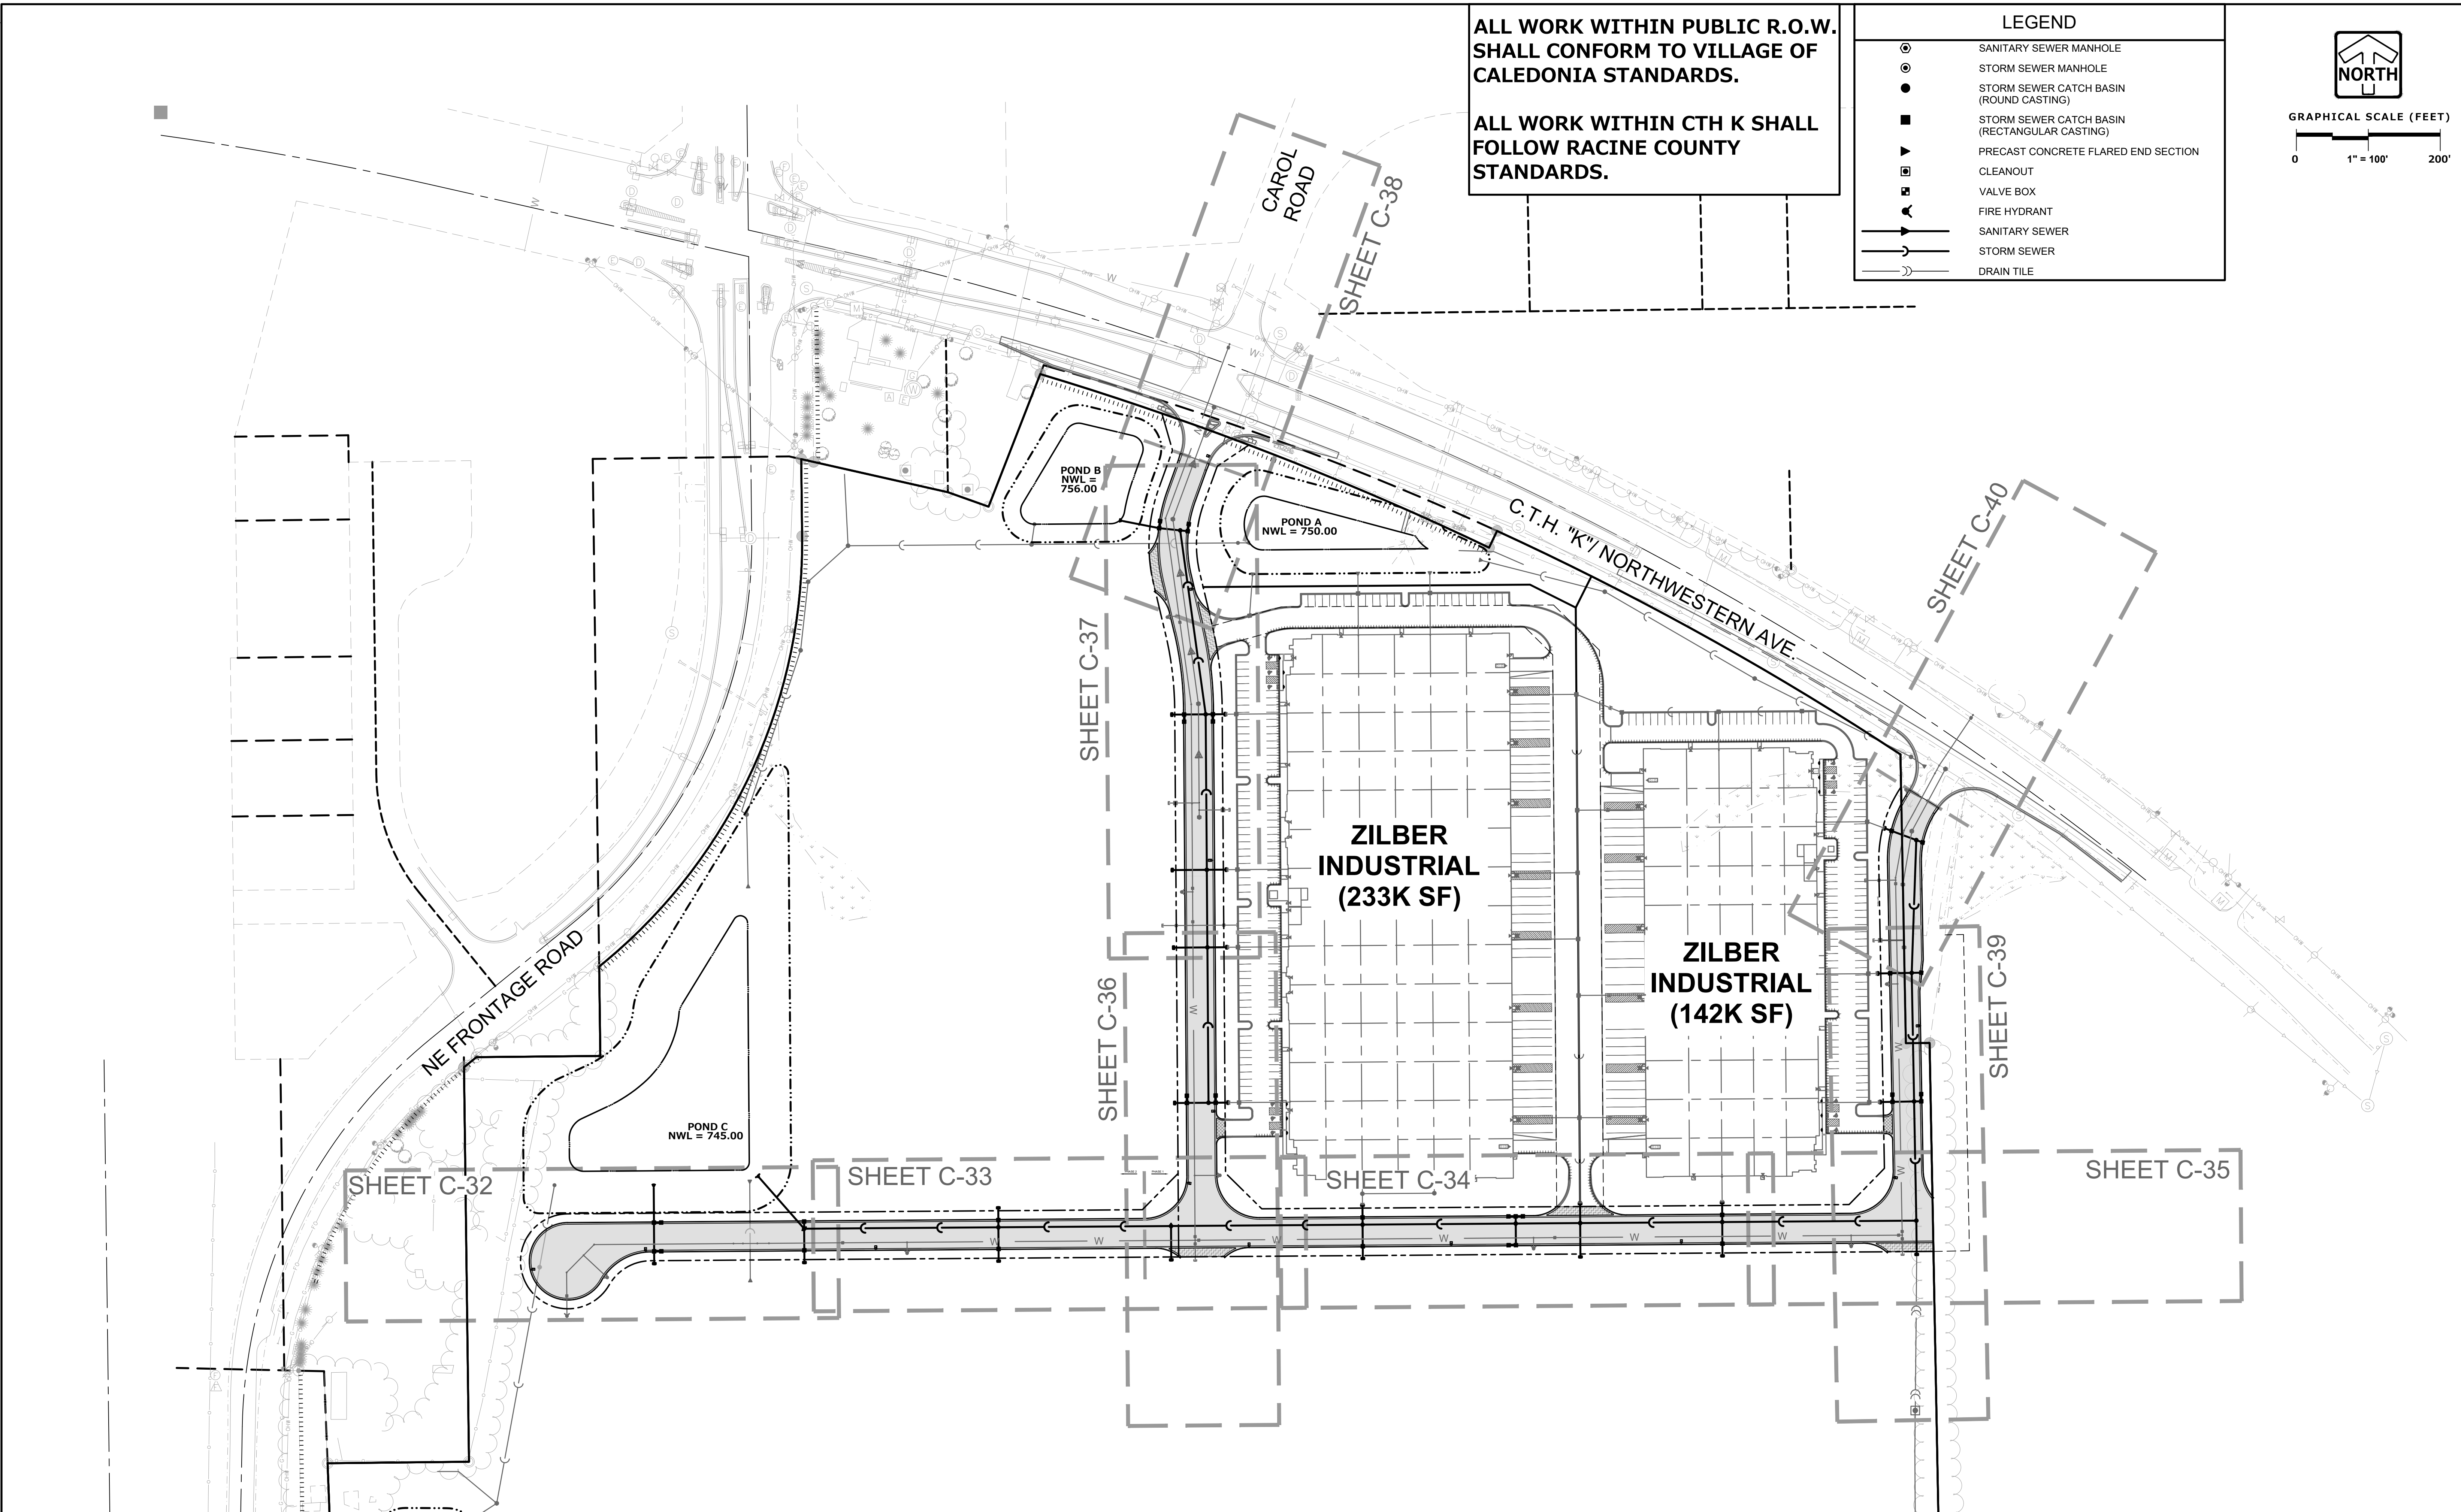 ALL WORK WITHIN PUBLIC R.O.W.
SHALL CONFORM TO VILLAGE OF
CALEDONIA STANDARDS.
ALL WORK WITHIN CTH K SHALL
FOLLOW RACINE COUNTY
STANDARDS.
LEGEND
SANITARY SEWER MANHOLE
STORM SEWER MANHOLE
STORM SEWER CATCH BASIN
(ROUND CASTING)
STORM SEWER CATCH BASIN
(RECTANGULAR CASTING)
PRECAST CONCRETE FLARED END SECTION
CLEANOUT
VALVE BOX
FIRE HYDRANT
SANITARY SEWER
STORM SEWER
DRAIN TILE
NORTH
GRAPHICAL SCALE (FEET)
0 1" = 100' 200'
CAROL
ROAD
SHEET C-38
POND B
NWL =
756.00
POND A
NWL = 750.00
C.T.H. "K"/ NORTHWESTERN AVE.
SHEET C-40
SHEET C-37
ZILBER
INDUSTRIAL
(233K SF)
ZILBER
INDUSTRIAL
(142K SF)
NE FRONTAGE ROAD
SHEET C-36
SHEET C-39
POND C
NWL = 745.00
SHEET C-32
SHEET C-33
SHEET C-34
SHEET C-35
W W W W W W